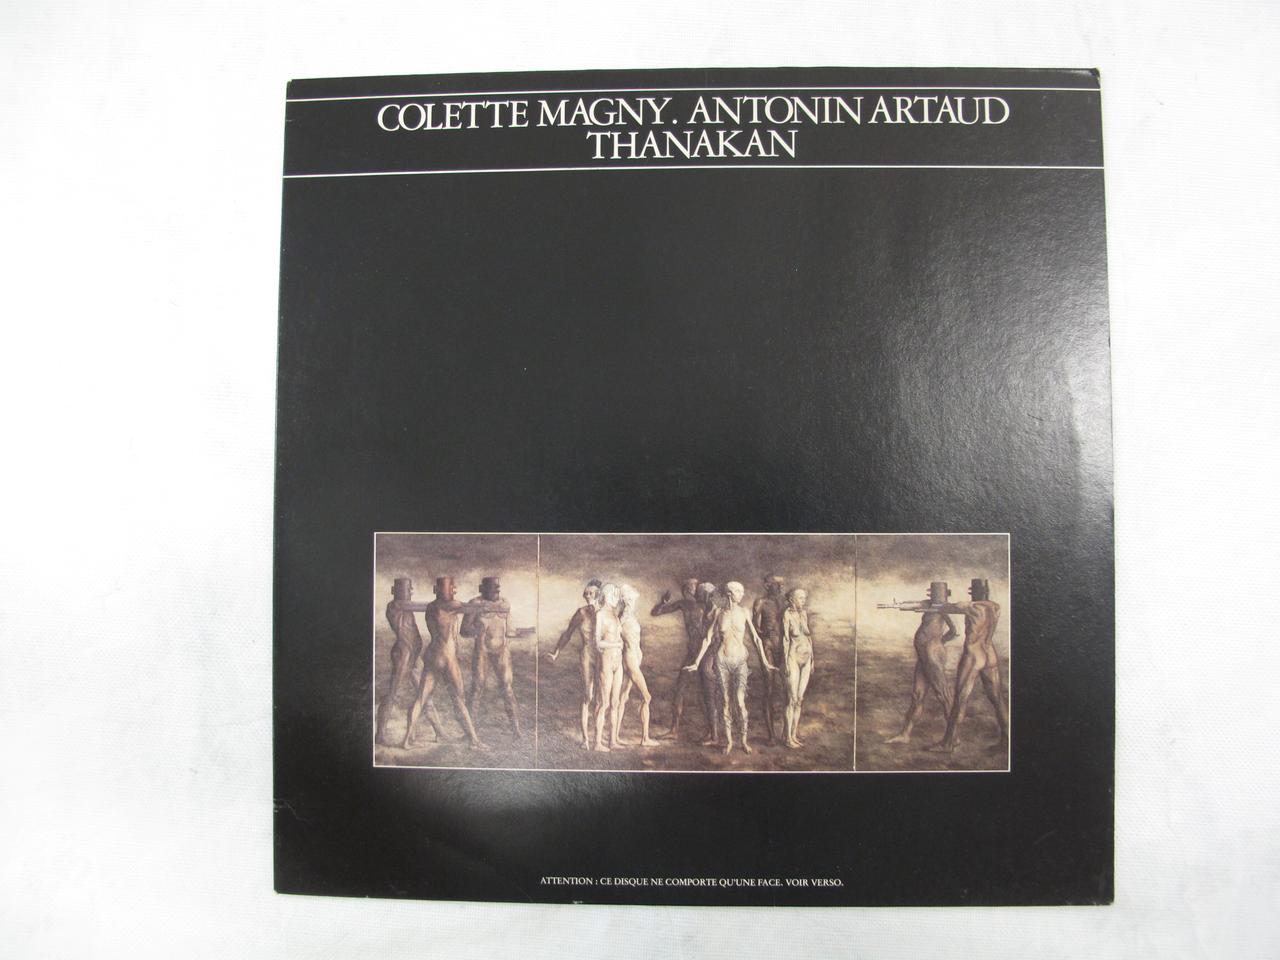 COLETTE MAGNY. ANTONIN ARTAUD
THANAKAN
ATTENTION : CE DISQUE NE COMPORTE QU'UNE FACE. VOIR VERSO.